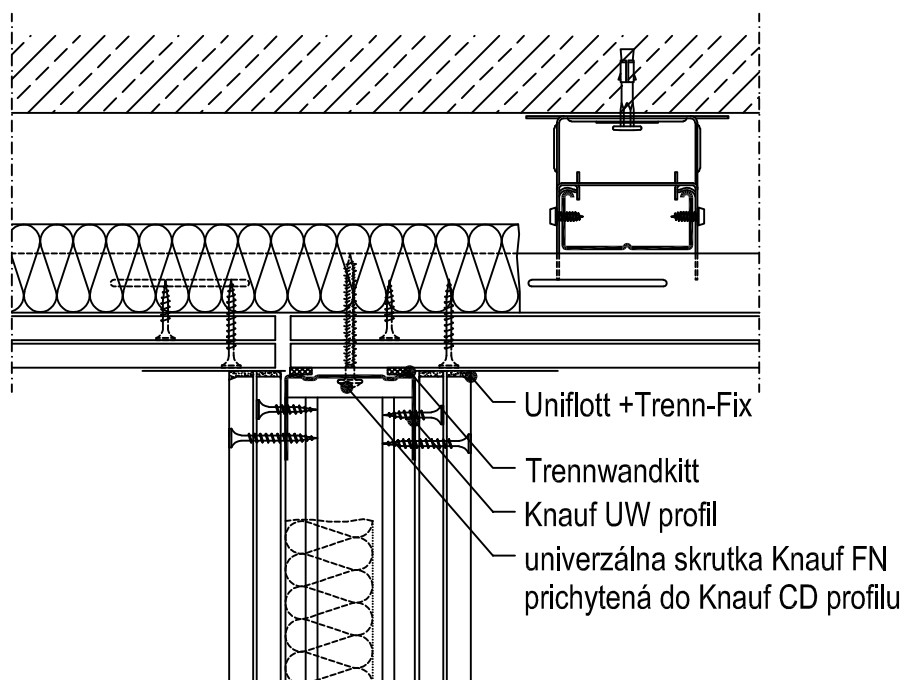 Uniflott +Trenn-Fix
Trennwandkitt
Knauf UW profil
univerzálna skrutka Knauf FN
prichytená do Knauf CD profilu